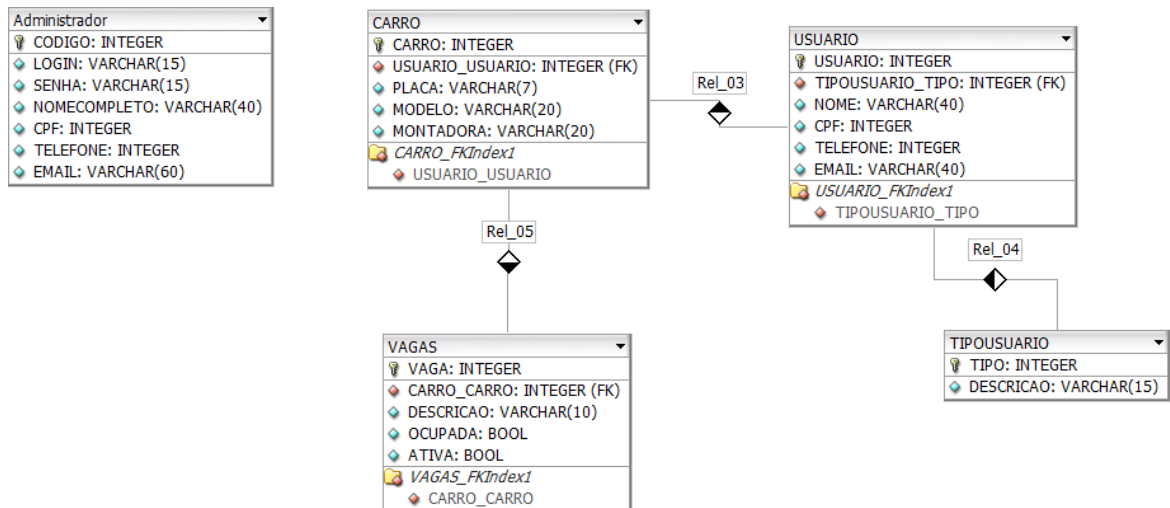 Administrador
CODIGO: INTEGER
LOGIN: VARCHAR(15)
SENHA: VARCHAR(15)
NOMECOMPLETO: VARCHAR(40)
CPF: INTEGER
TELEFONE: INTEGER
EMAIL: VARCHAR(60)
CARRO
CARRO: INTEGER
USUARIO_USUARIO: INTEGER (FK)
PLACA: VARCHAR(7)
MODELO: VARCHAR(20)
MONTADORA: VARCHAR(20)
CARRO_FKIndex1
USUARIO_USUARIO
Rel_03
USUARIO
USUARIO: INTEGER
TIPOUSUARIO_TIPO: INTEGER (FK)
NOME: VARCHAR(40)
CPF: INTEGER
TELEFONE: INTEGER
EMAIL: VARCHAR(40)
USUARIO_FKIndex1
TIPOUSUARIO_TIPO
Rel_05
Rel_04
VAGAS
VAGA: INTEGER
CARRO_CARRO: INTEGER (FK)
DESCRICAO: VARCHAR(10)
OCUPADA: BOOL
ATIVA: BOOL
VAGAS_FKIndex1
CARRO_CARRO
TIPOUSUARIO
TIPO: INTEGER
DESCRICAO: VARCHAR(15)